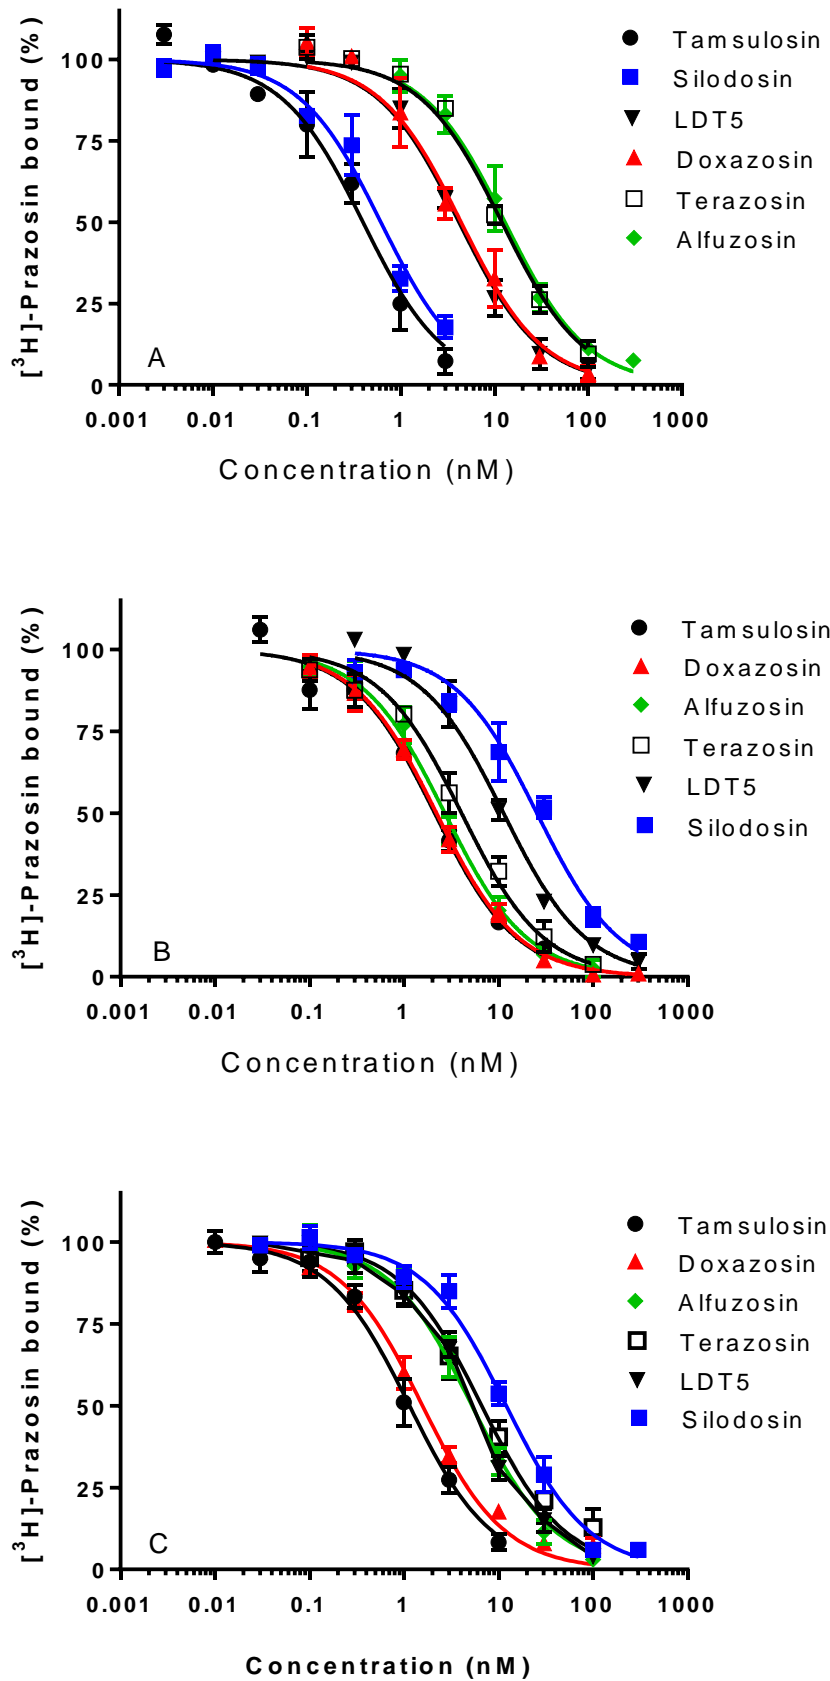 [³H]-Prazosin bound (%)
100
75
50
25
0
A
0.001 0.01 0.1 1 10 100 1000
Concentration (nM)
Tamsulosin
Silodosin
LDT5
Doxazosin
Terazosin
Alfuzosin
[³H]-Prazosin bound (%)
100
75
50
25
0
B
0.001 0.01 0.1 1 10 100 1000
Concentration (nM)
Tamsulosin
Doxazosin
Alfuzosin
Terazosin
LDT5
Silodosin
[³H]-Prazosin bound (%)
100
75
50
25
0
C
0.001 0.01 0.1 1 10 100 1000
Concentration (nM)
Tamsulosin
Doxazosin
Alfuzosin
Terazosin
LDT5
Silodosin